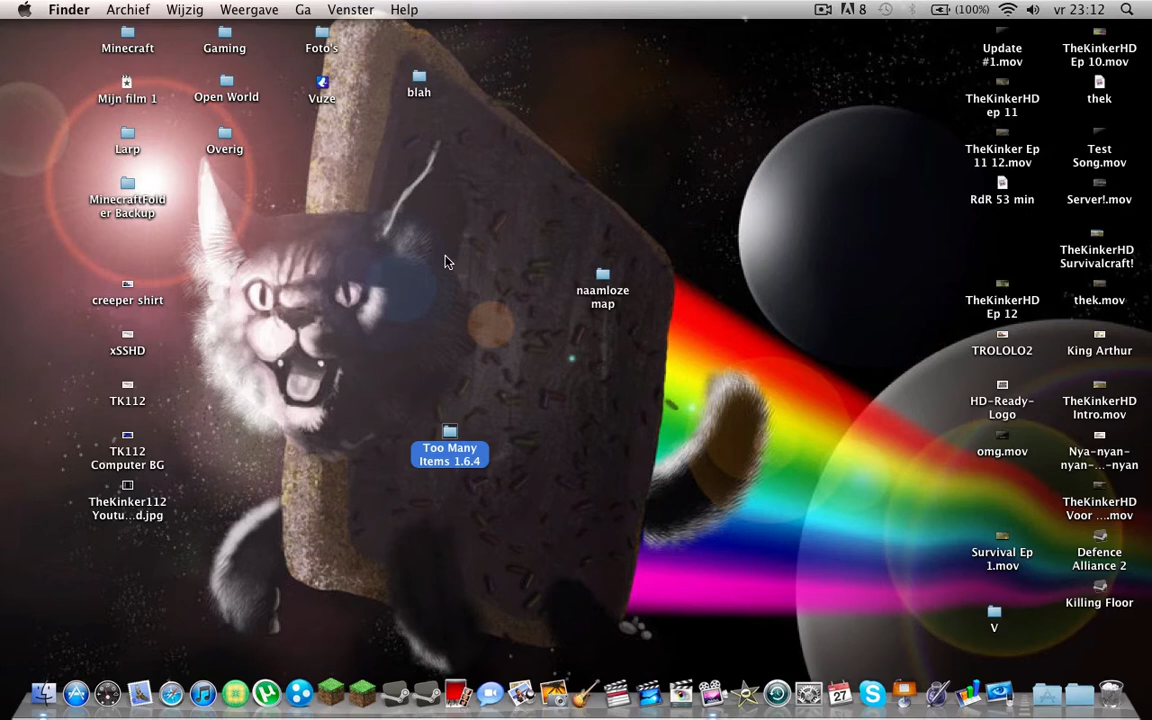 Finder Archief Wijzig Weergave Ga Venster Help 8 (100%) vr 23:12
Minecraft
Gaming
Foto's
Mijn film 1
Open World
Vuze
blah
Larp
Overig
MinecraftFold
er Backup
creeper shirt
xSSHD
TK112
TK112
Computer BG
TheKinker112
Youtu...d.jpg
naamloze
map
Too Many
Items 1.6.4
Update
#1.mov
TheKinkerHD
Ep 10.mov
TheKinkerHD
ep 11
thek
TheKinker Ep
11 12.mov
Test
Song.mov
RdR 53 min
Server!.mov
TheKinkerHD
Survivalcraft!
TheKinkerHD
Ep 12
thek.mov
TROLOLO2
King Arthur
HD-Ready-
Logo
TheKinkerHD
Intro.mov
omg.mov
Nya-nyan-
nyan-...-nyan
TheKinkerHD
Voor ....mov
Survival Ep
1.mov
Defence
Alliance 2
Killing Floor
V
27